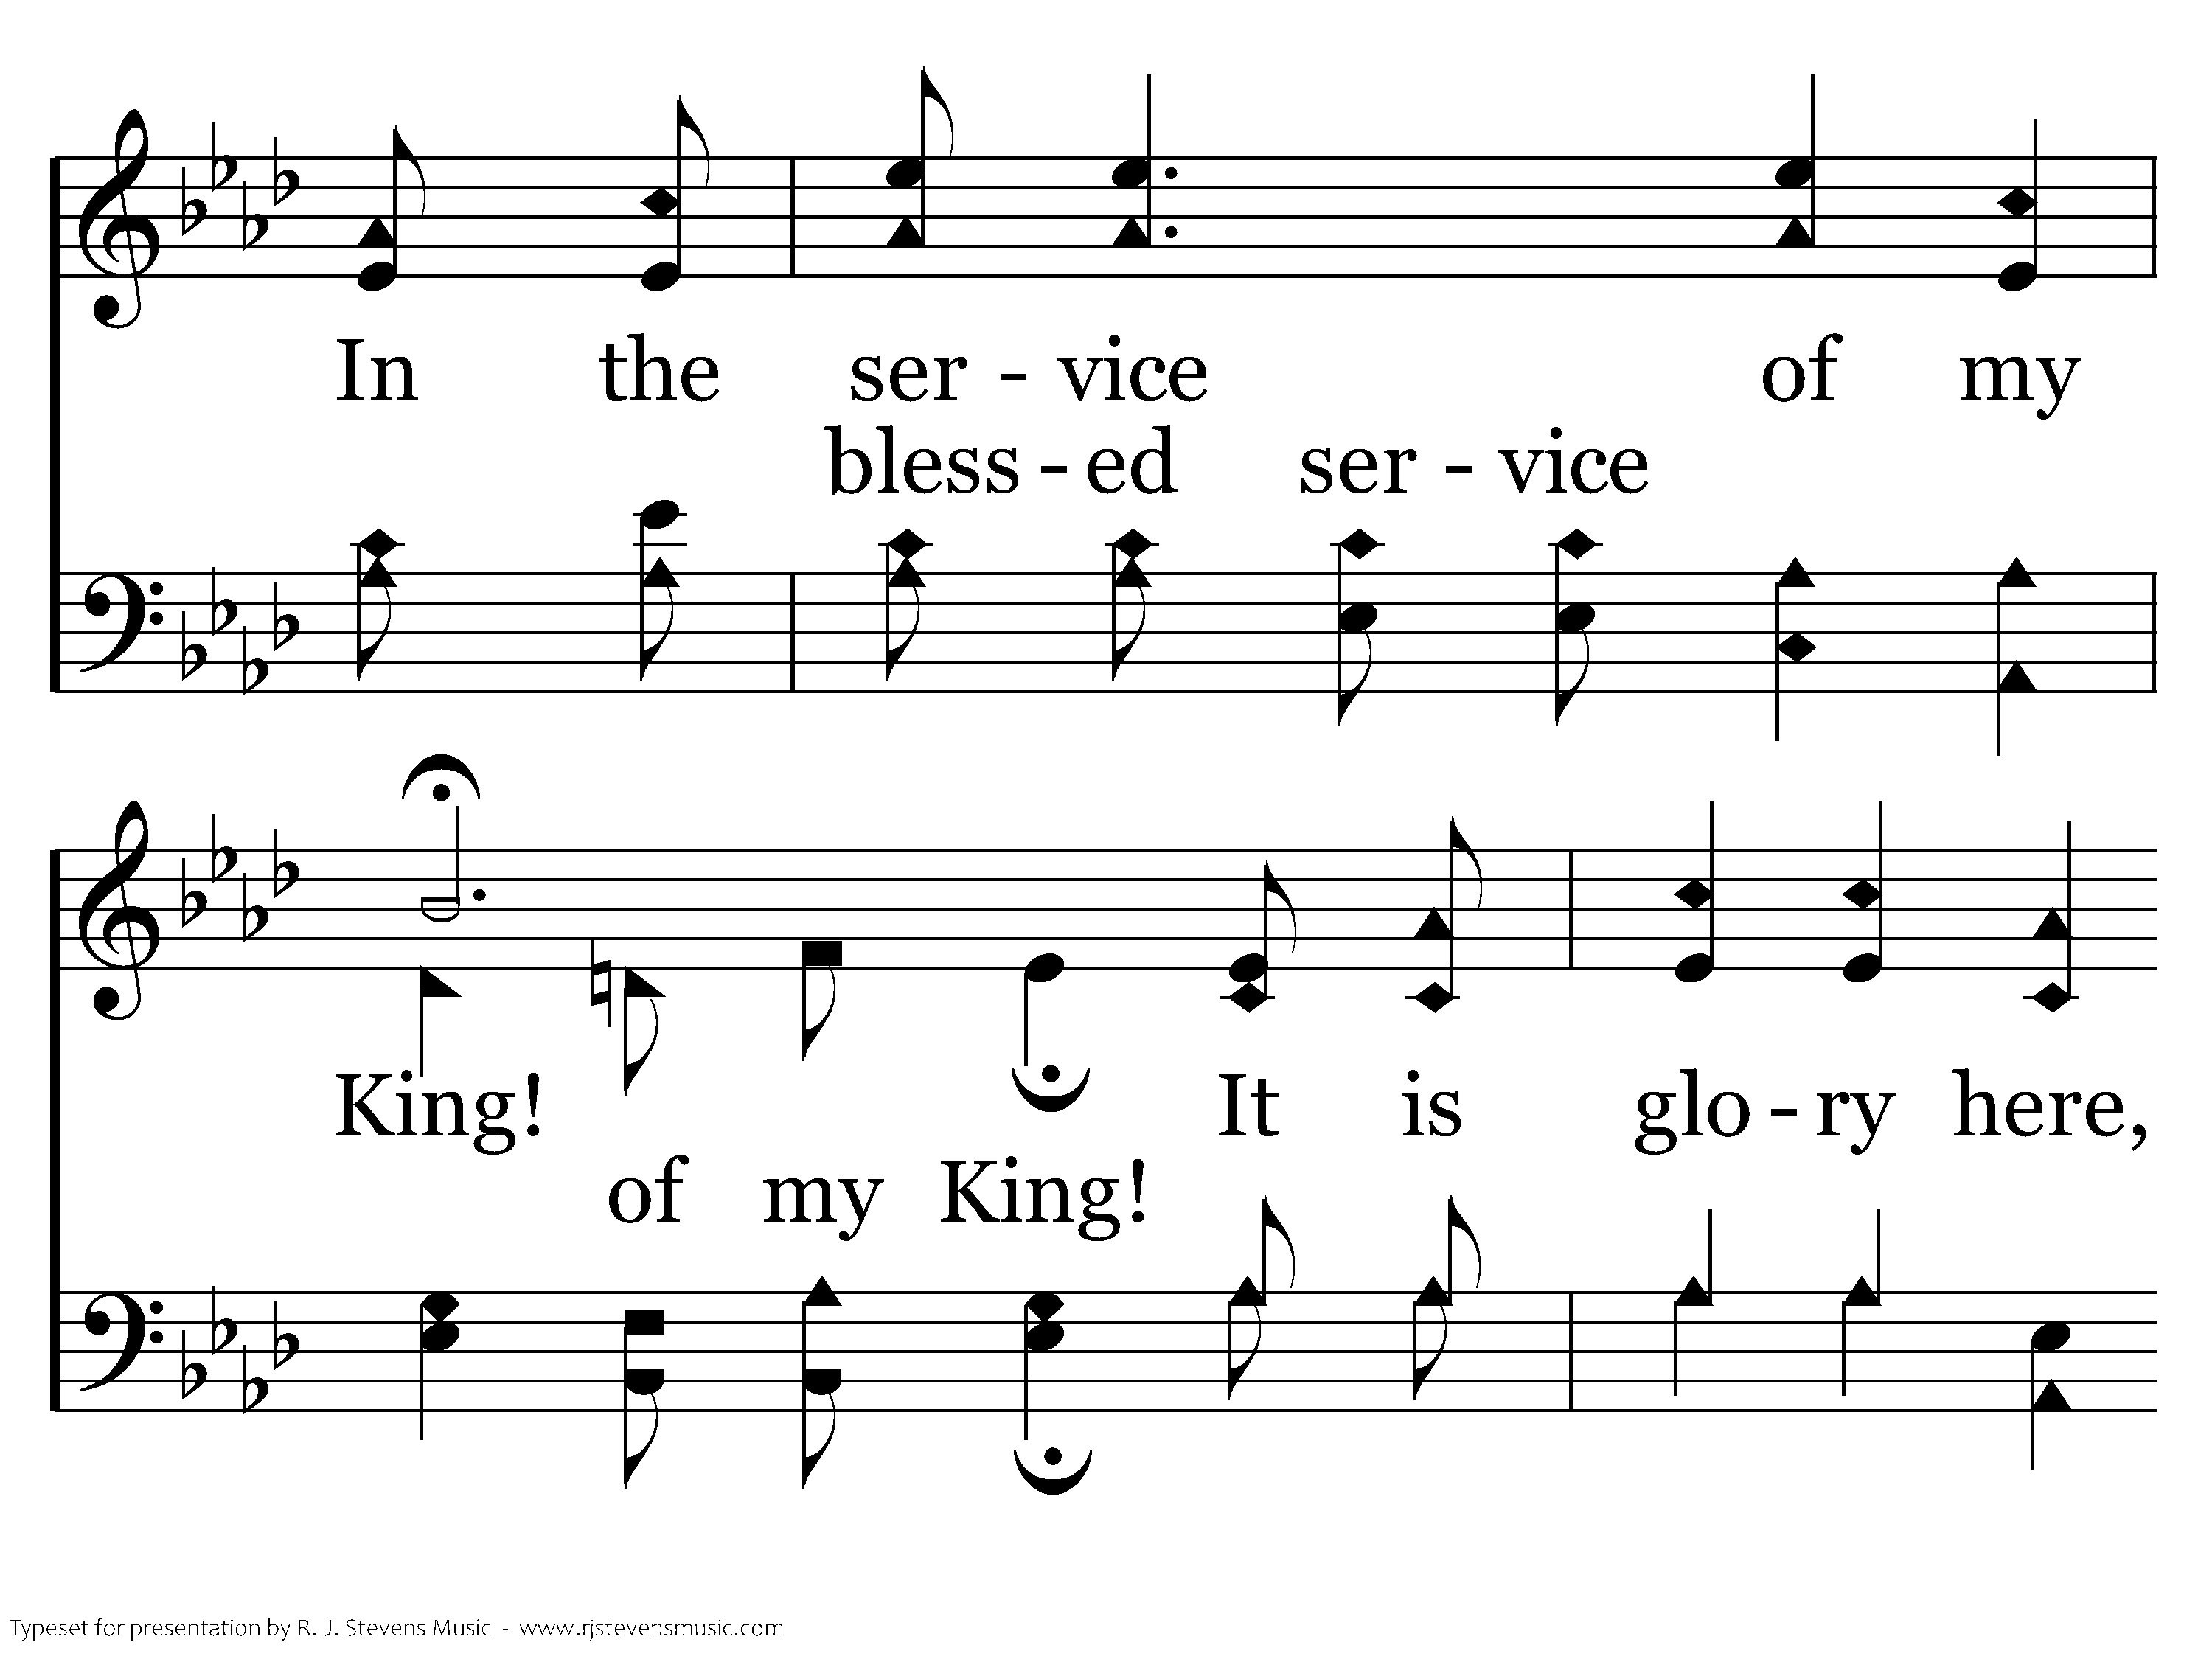 In the ser - vice of my
bless - ed ser - vice
King! It is glo - ry here,
of my King!
Typeset for presentation by R. J. Stevens Music - www.rjstevensmusic.com